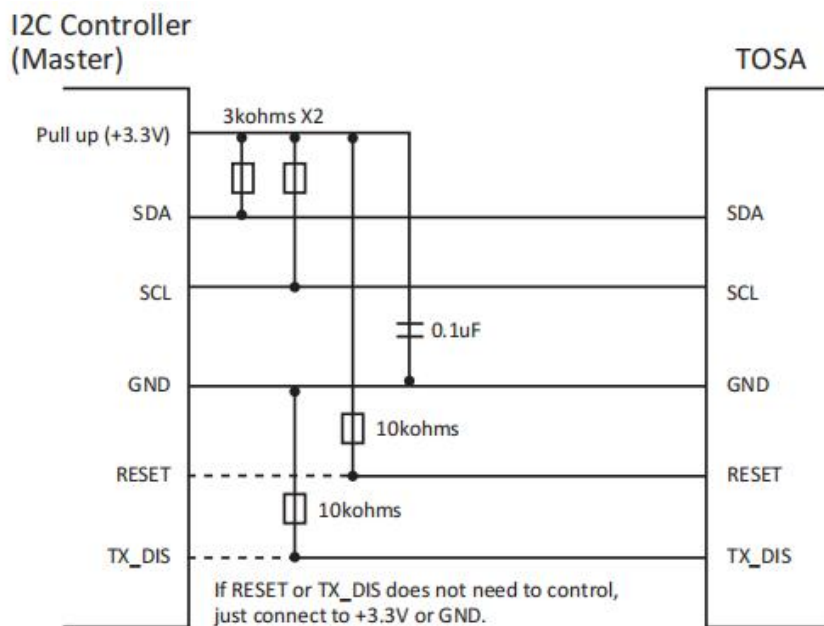 I2C Controller
(Master)
TOSA
3kohms X2
Pull up (+3.3V)
SDA
SDA
SCL
SCL
0.1uF
GND
GND
10kohms
RESET
RESET
10kohms
TX_DIS
TX_DIS
If RESET or TX_DIS does not need to control,
just connect to +3.3V or GND.